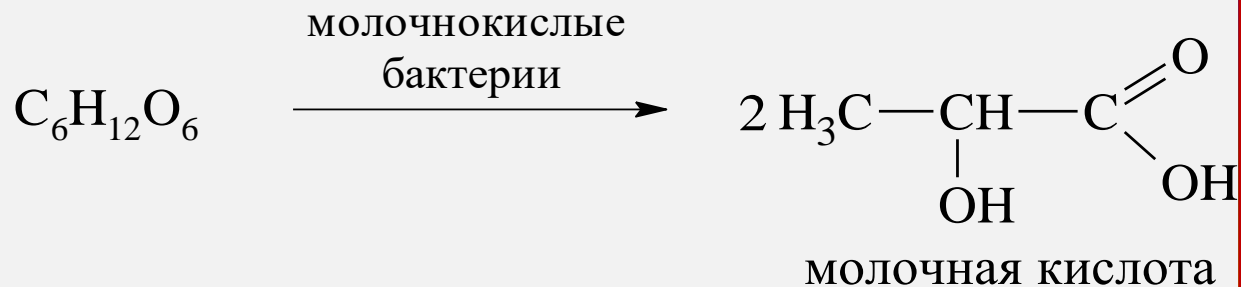 молочнокислые
бактерии
C₆H₁₂O₆
2 H₃C — CH — C
O
OH
OH
молочная кислота